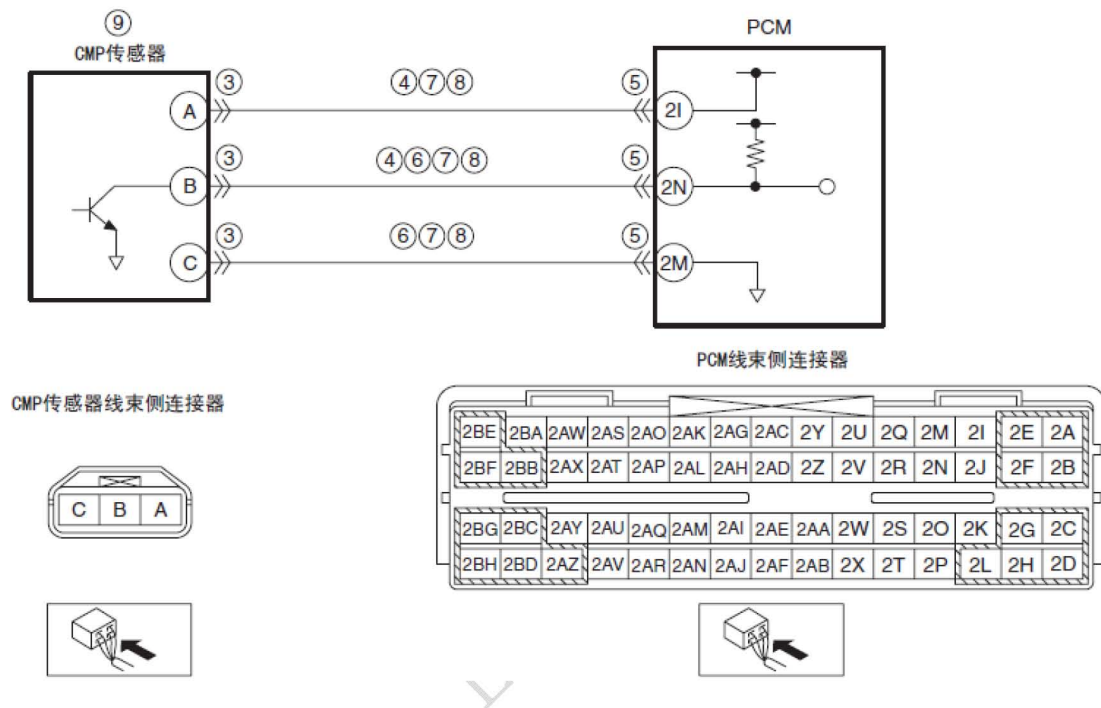 ⑨
CMP传感器
PCM
A ③ ④⑦⑧ ⑤ 2I
B ③ ④⑥⑦⑧ ⑤ 2N
C ③ ⑥⑦⑧ ⑤ 2M
PCM线束侧连接器
CMP传感器线束侧连接器
C B A
2BE 2BA 2AW 2AS 2AO 2AK 2AG 2AC 2Y 2U 2Q 2M 2I 2E 2A
2BF 2BB 2AX 2AT 2AP 2AL 2AH 2AD 2Z 2V 2R 2N 2J 2F 2B
2BG 2BC 2AY 2AU 2AQ 2AM 2AI 2AE 2AA 2W 2S 2O 2K 2G 2C
2BH 2BD 2AZ 2AV 2AR 2AN 2AJ 2AF 2AB 2X 2T 2P 2L 2H 2D